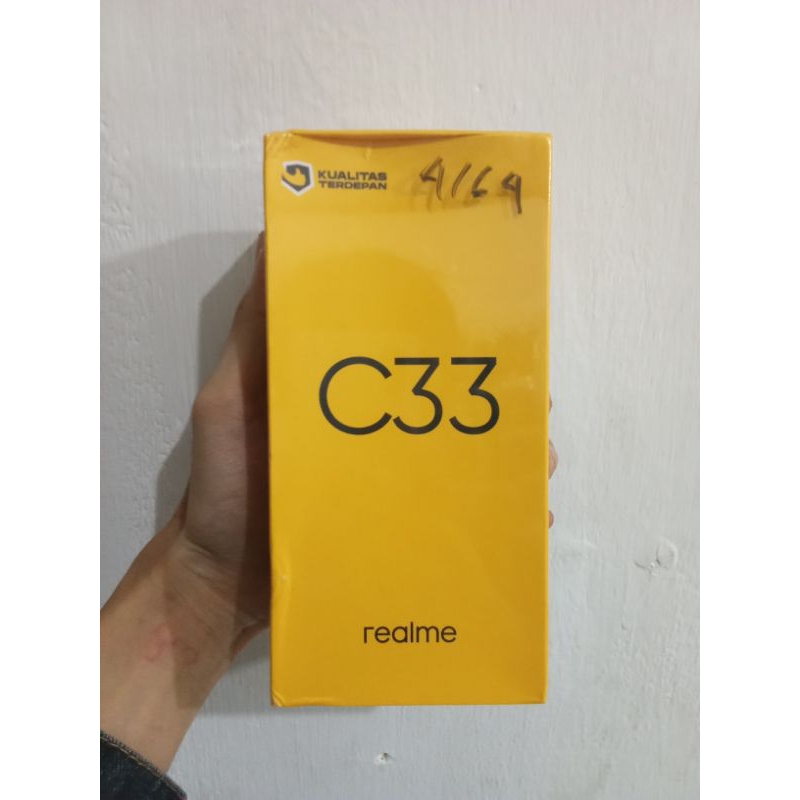 KUALITAS
TERDEPAN
4/64
C33
realme